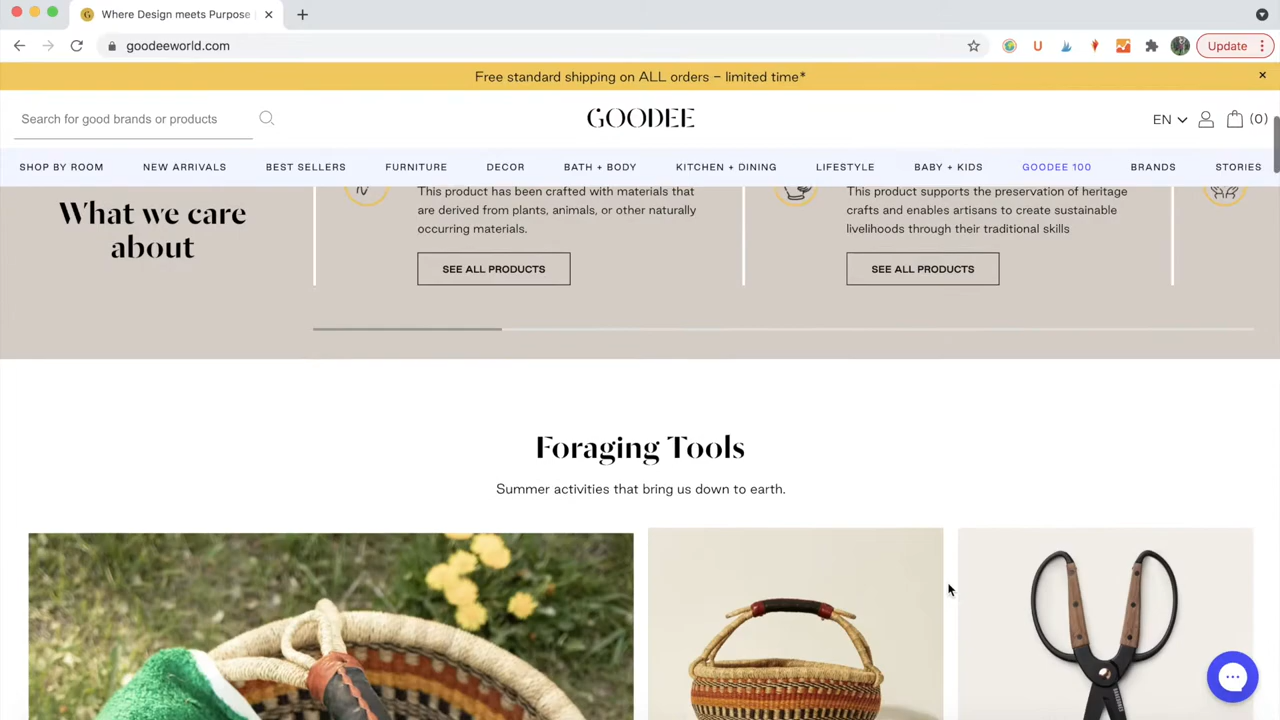 Where Design meets Purpose
goodeeworld.com
Update
Free standard shipping on ALL orders – limited time*
Search for good brands or products
GOODEE
EN
(0)
SHOP BY ROOM
NEW ARRIVALS
BEST SELLERS
FURNITURE
DECOR
BATH + BODY
KITCHEN + DINING
LIFESTYLE
BABY + KIDS
GOODEE 100
BRANDS
STORIES
What we care
about
This product has been crafted with materials that
are derived from plants, animals, or other naturally
occurring materials.
SEE ALL PRODUCTS
This product supports the preservation of heritage
crafts and enables artisans to create sustainable
livelihoods through their traditional skills
SEE ALL PRODUCTS
Foraging Tools
Summer activities that bring us down to earth.